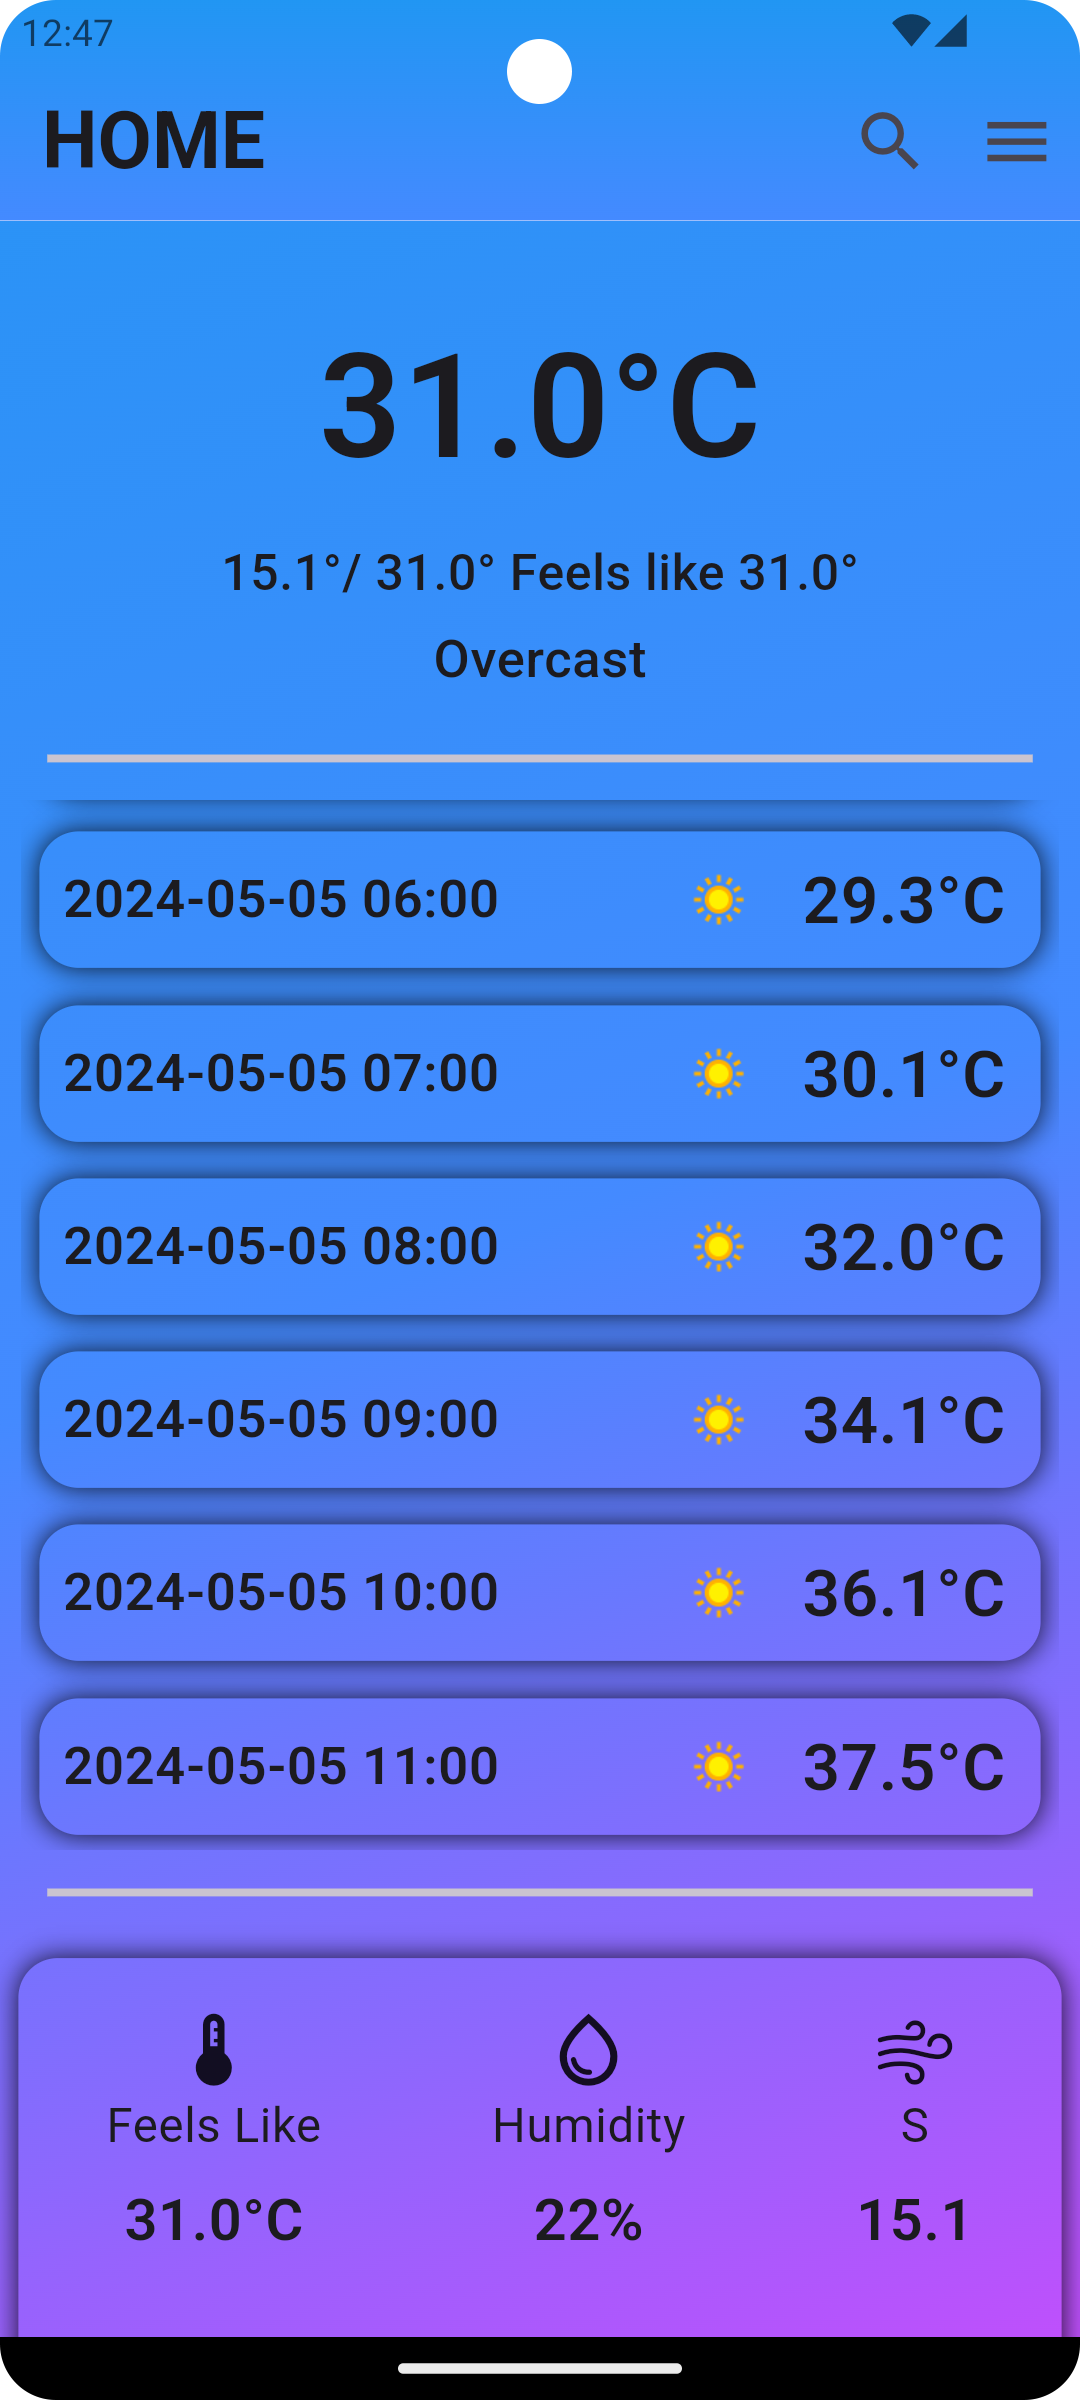 12:47
HOME
31.0°C
15.1°/ 31.0° Feels like 31.0°
Overcast
2024-05-05 06:00 29.3°C
2024-05-05 07:00 30.1°C
2024-05-05 08:00 32.0°C
2024-05-05 09:00 34.1°C
2024-05-05 10:00 36.1°C
2024-05-05 11:00 37.5°C
Feels Like Humidity S
31.0°C 22% 15.1